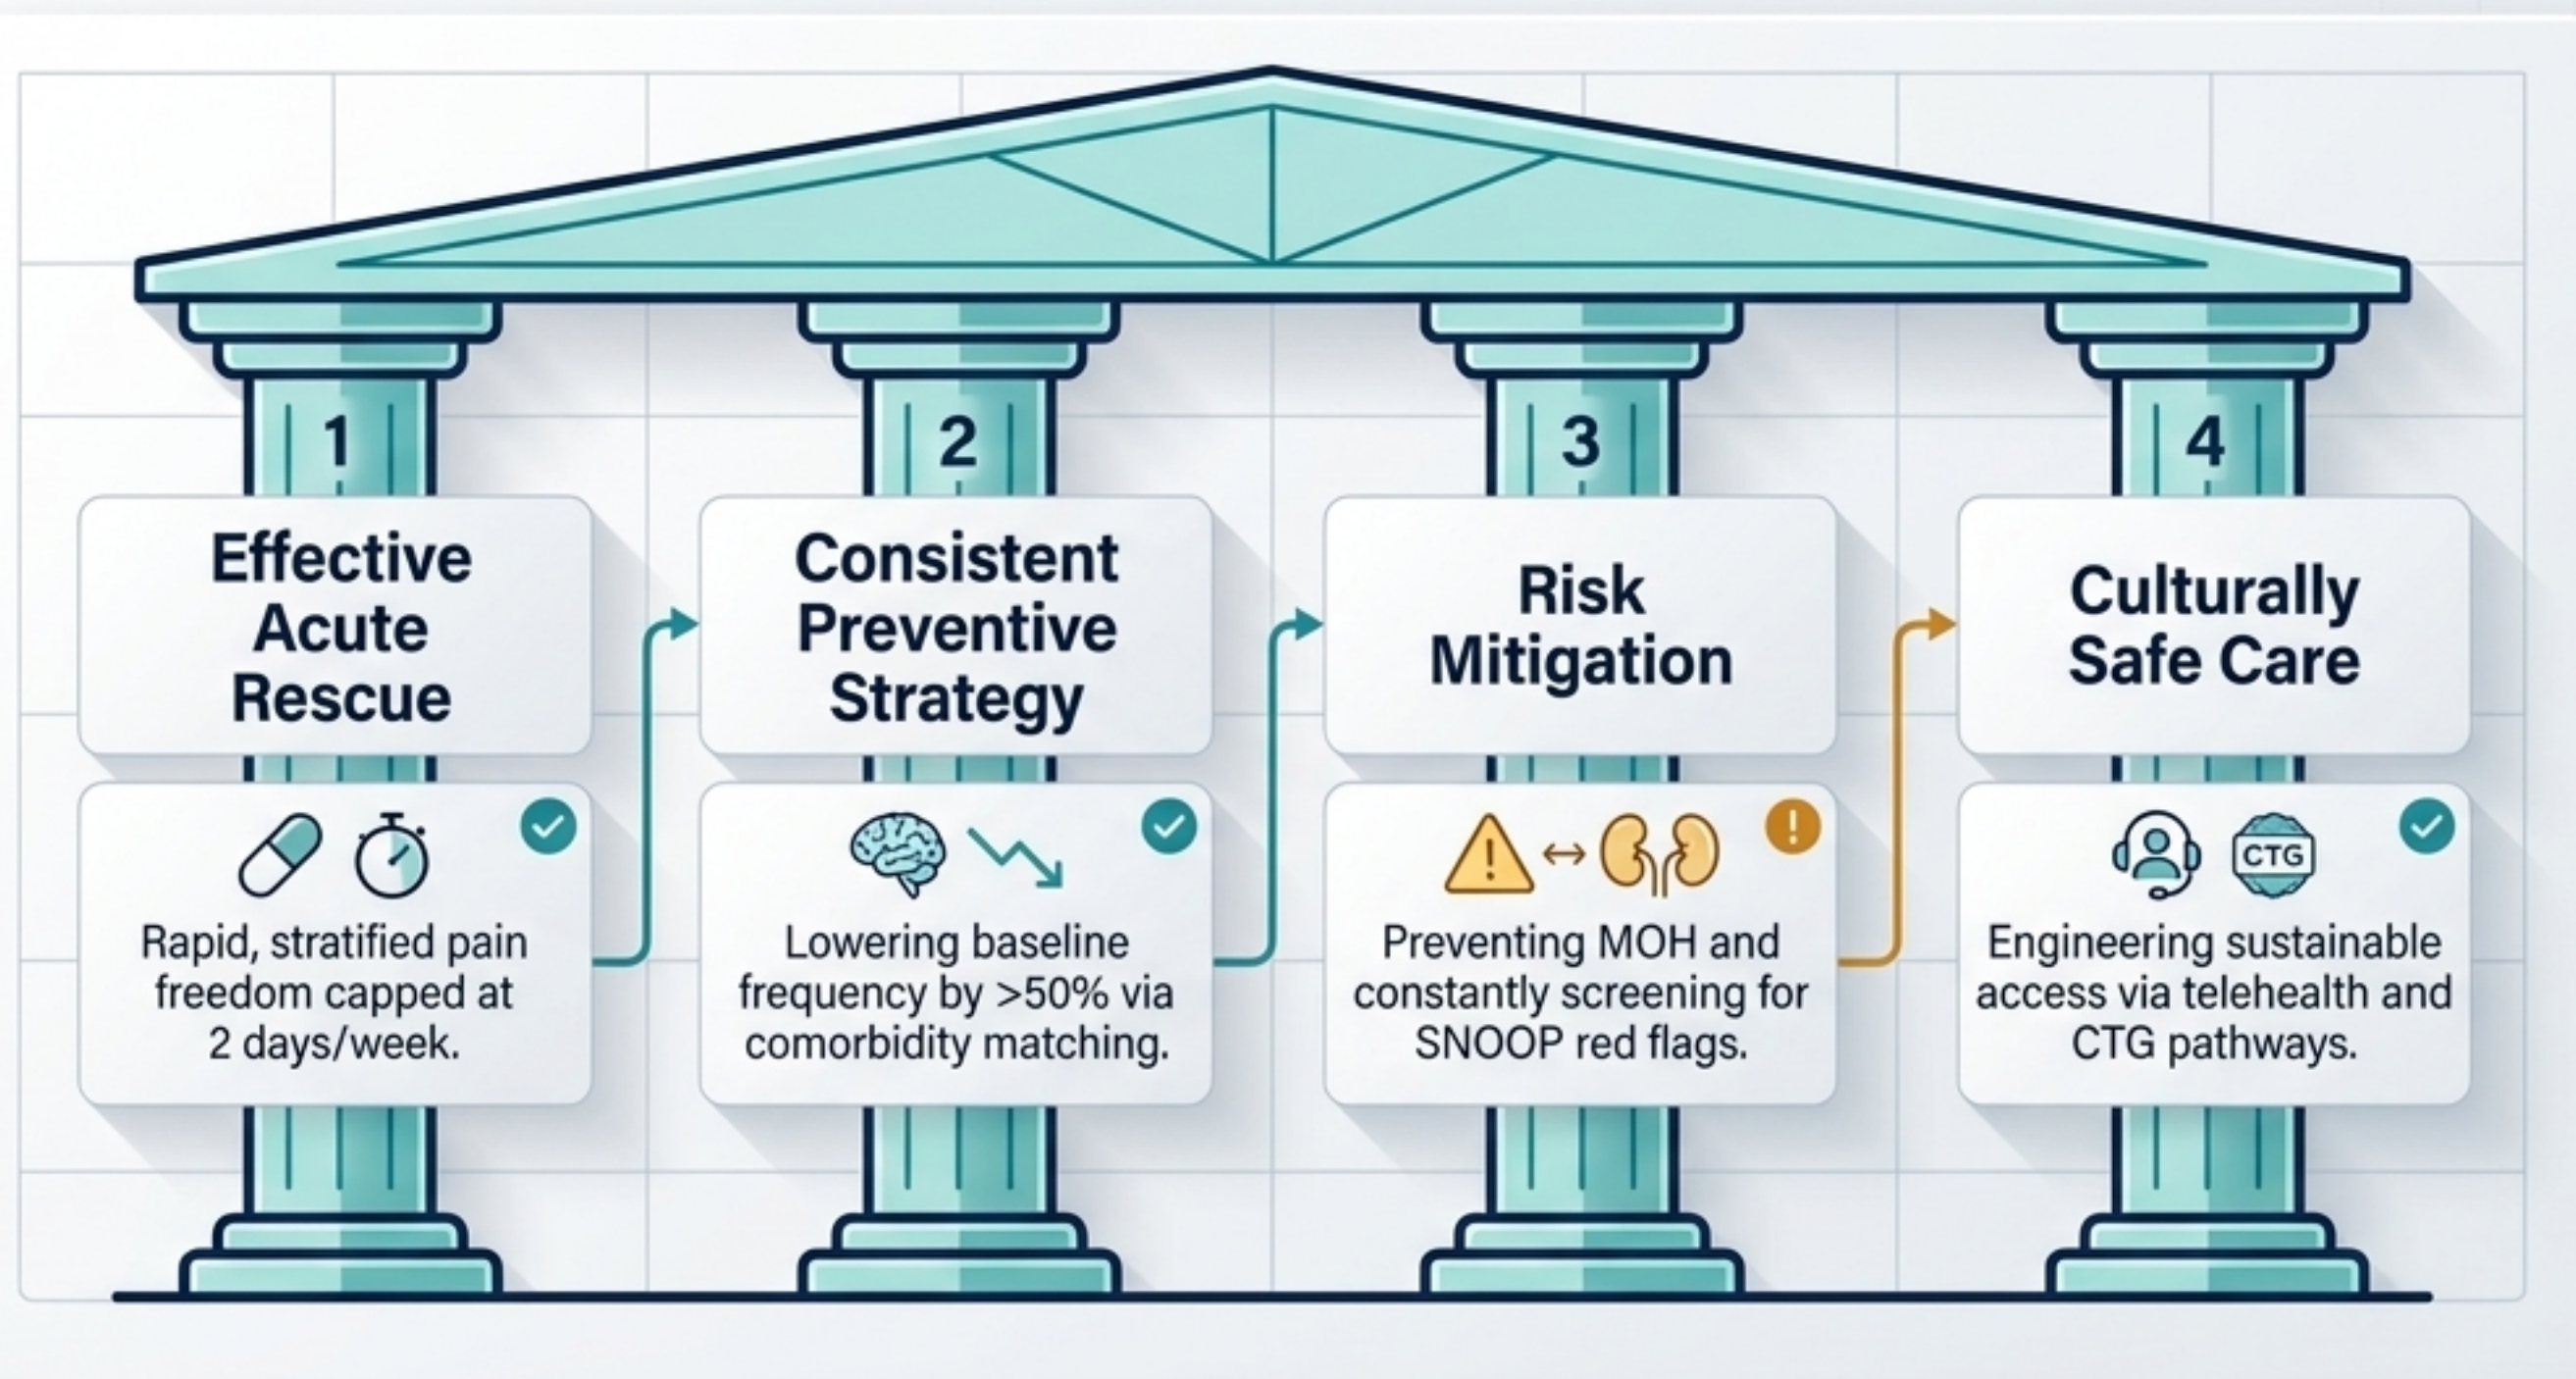 1
Effective
Acute
Rescue
Rapid, stratified pain
freedom capped at
2 days/week.
2
Consistent
Preventive
Strategy
Lowering baseline
frequency by >50% via
comorbidity matching.
3
Risk
Mitigation
Preventing MOH and
constantly screening for
SNOOP red flags.
4
Culturally
Safe Care
CTG
Engineering sustainable
access via telehealth and
CTG pathways.